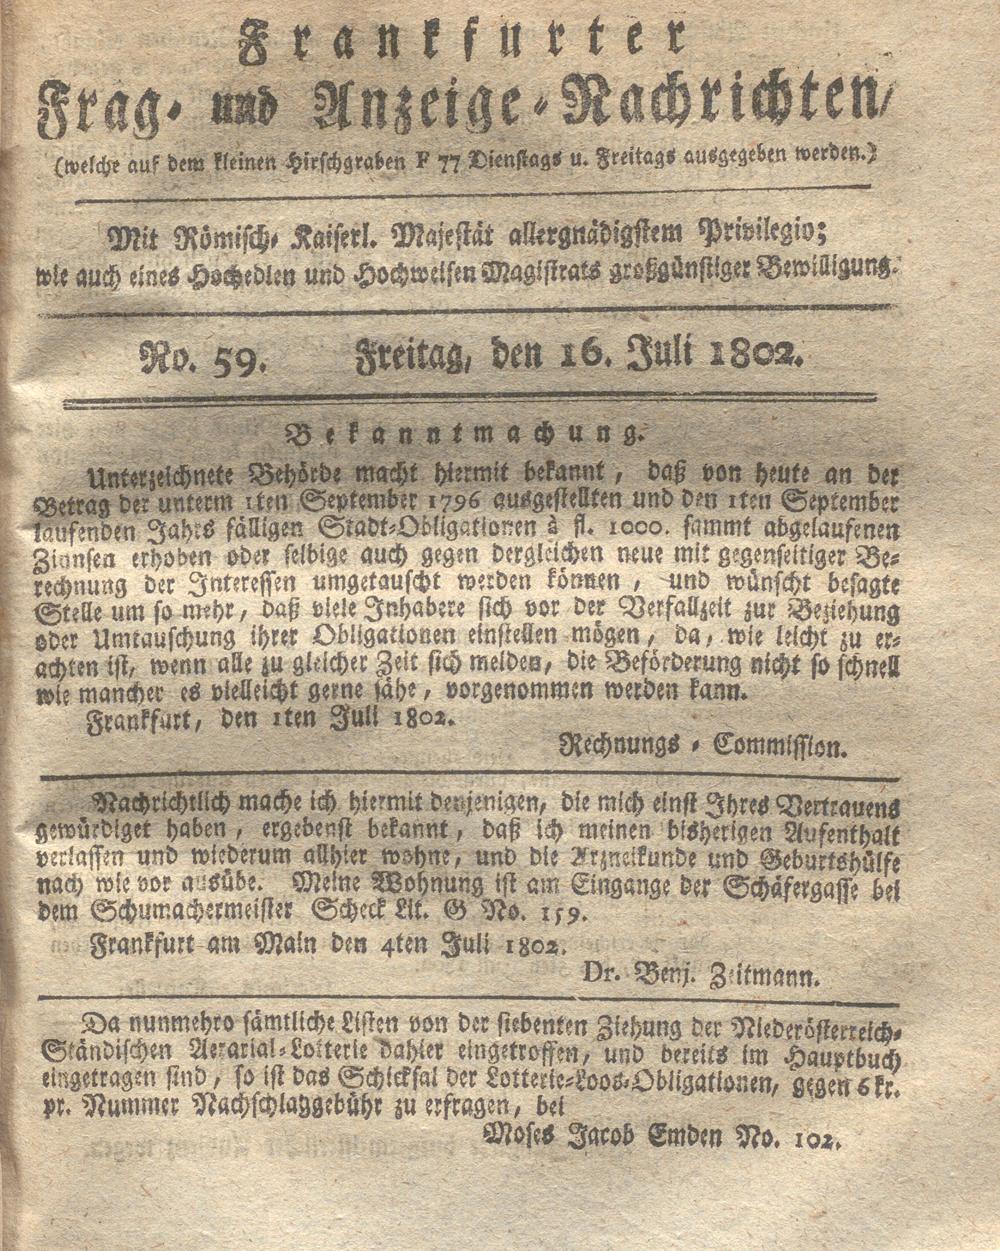 Frankfurter
Frag- und Anzeige-Nachrichten,
(welche auf dem kleinen Hirschgraben F 77 Dienstags u. Freitags ausgegeben werden.)
Mit Römisch- Kaiserl. Majestät allergnädigstem Privilegio;
wie auch eines Hochedlen und Hochweisen Magistrats großgünstiger Bewilligung.
No. 59. Freitag, den 16. Juli 1802.
Bekanntmachung.
Unterzeichnete Behörde macht hiermit bekannt, daß von heute an der
Betrag der unterm 1ten September 1796 ausgestellten und den 1ten September
laufenden Jahrs fälligen Stadt-Obligationen à fl. 1000. sammt abgelaufenen
Zinnsen erhoben oder selbige auch gegen dergleichen neue mit gegenseitiger Be-
rechnung der Interessen umgetauscht werden können, und wünscht besagte
Stelle um so mehr, daß viele Inhabere sich vor der Verfallzeit zur Beziehung
oder Umtauschung ihrer Obligationen einstellen mögen, da, wie leicht zu er-
achten ist, wenn alle zu gleicher Zeit sich melden, die Beförderung nicht so schnell
wie mancher es vielleicht gerne sähe, vorgenommen werden kann.
Frankfurt, den 1ten Juli 1802.
Rechnungs-Commission.
Nachrichtlich mache ich hiermit denjenigen, die mich einst Ihres Vertrauens
gewürdiget haben, ergebenst bekannt, daß ich meinen bisherigen Aufenthalt
verlassen und wiederum allhier wohne, und die Arzneikunde und Geburtshülfe
nach wie vor ausübe. Meine Wohnung ist am Eingange der Schäfergasse bei
dem Schumachermeister Scheck Lit. G No. 159.
Frankfurt am Main den 4ten Juli 1802.
Dr. Benj. Zeitmann.
Da nunmehro sämtliche Listen von der siebenten Ziehung der Niederösterreich-
Ständischen Aerarial-Lotterie dahier eingetroffen, und bereits im Hauptbuch
eingetragen sind, so ist das Schicksal der Lotterie-Loos-Obligationen, gegen 6 kr.
pr. Nummer Nachschlaggebühr zu erfragen, bei
Moses Jacob Emden No. 102.